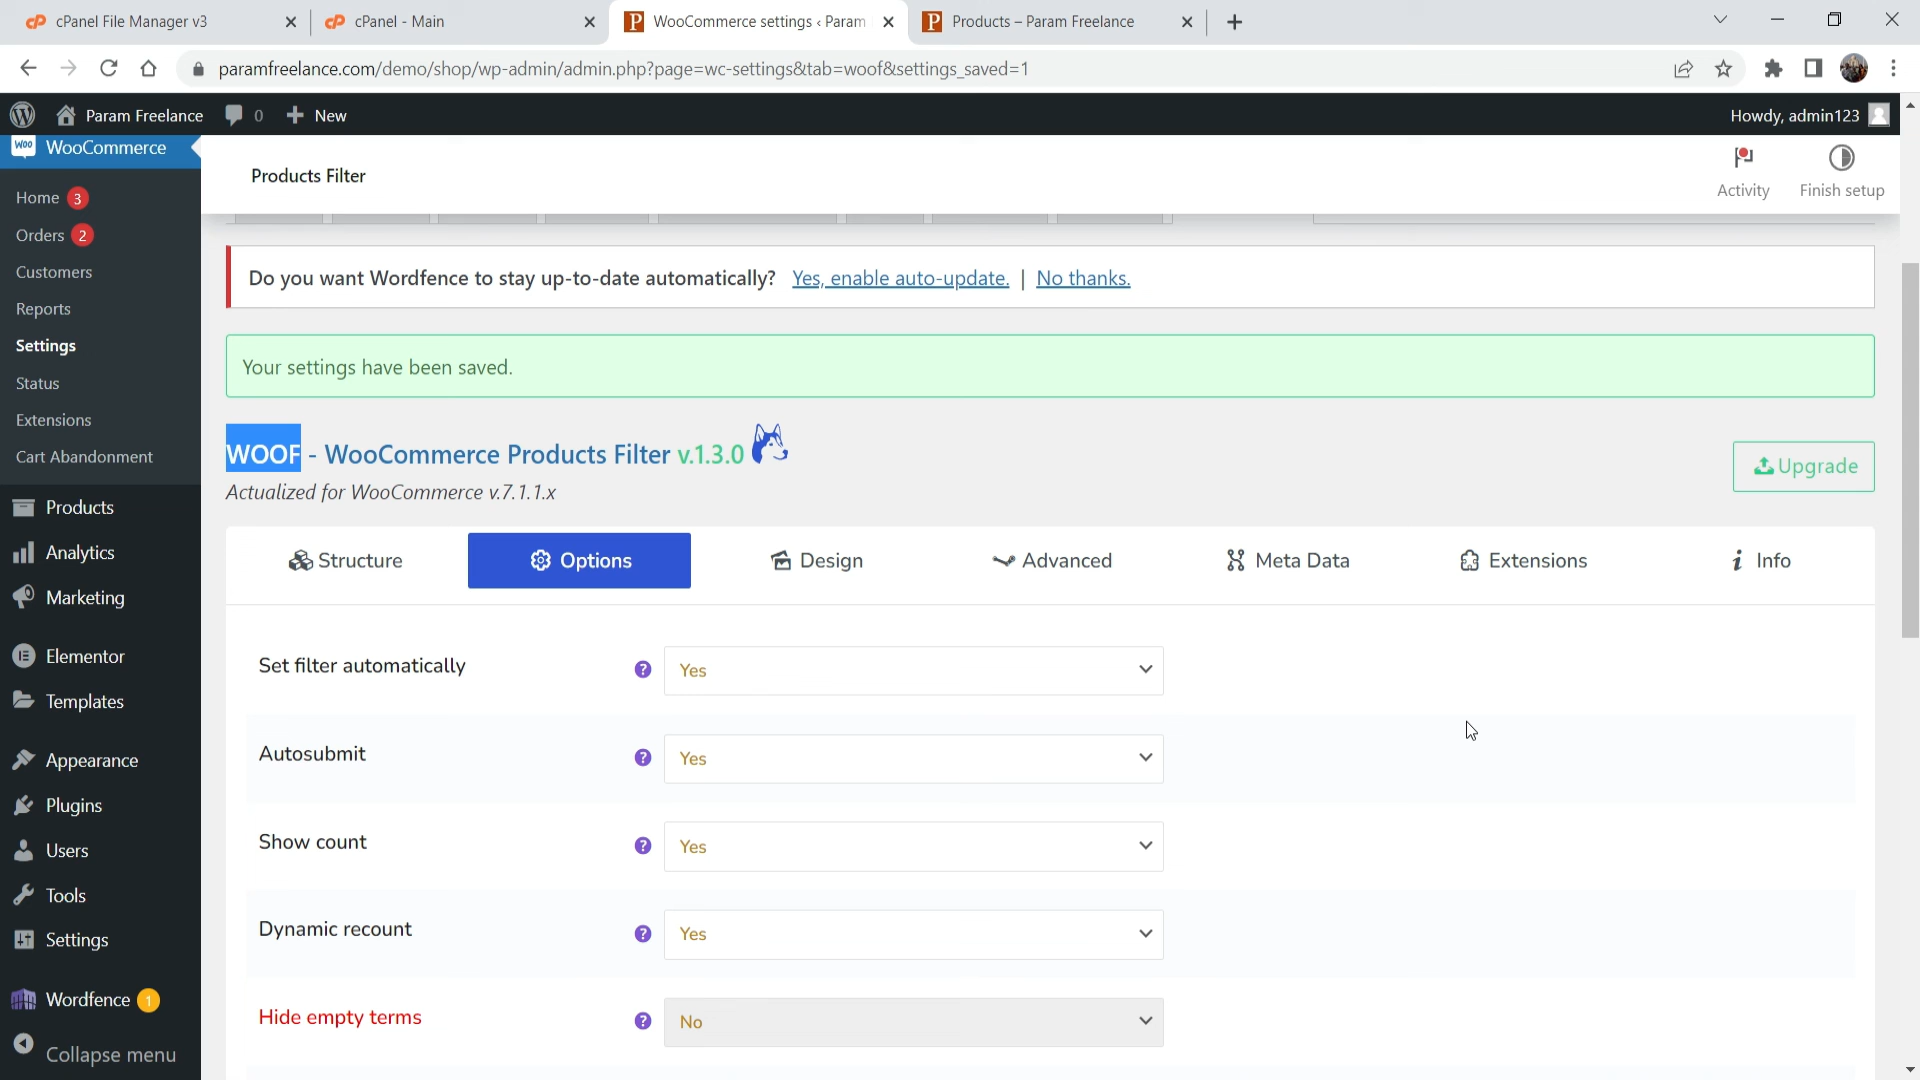 cPanel File Manager v3
cPanel - Main
WooCommerce settings ‹ Param
Products – Param Freelance
paramfreelance.com/demo/shop/wp-admin/admin.php?page=wc-settings&tab=woof&settings_saved=1
Param Freelance
0
New
Howdy, admin123
WOO WooCommerce
Products Filter
Activity
Finish setup
Home 3
Orders 2
Customers
Reports
Settings
Status
Extensions
Cart Abandonment
Products
Analytics
Marketing
Elementor
Templates
Appearance
Plugins
Users
Tools
Settings
Wordfence 1
Collapse menu
Do you want Wordfence to stay up-to-date automatically? Yes, enable auto-update. | No thanks.
Your settings have been saved.
WOOF - WooCommerce Products Filter v.1.3.0
Actualized for WooCommerce v.7.1.1.x
Upgrade
Structure
Options
Design
Advanced
Meta Data
Extensions
Info
Set filter automatically ? Yes
Autosubmit ? Yes
Show count ? Yes
Dynamic recount ? Yes
Hide empty terms ? No